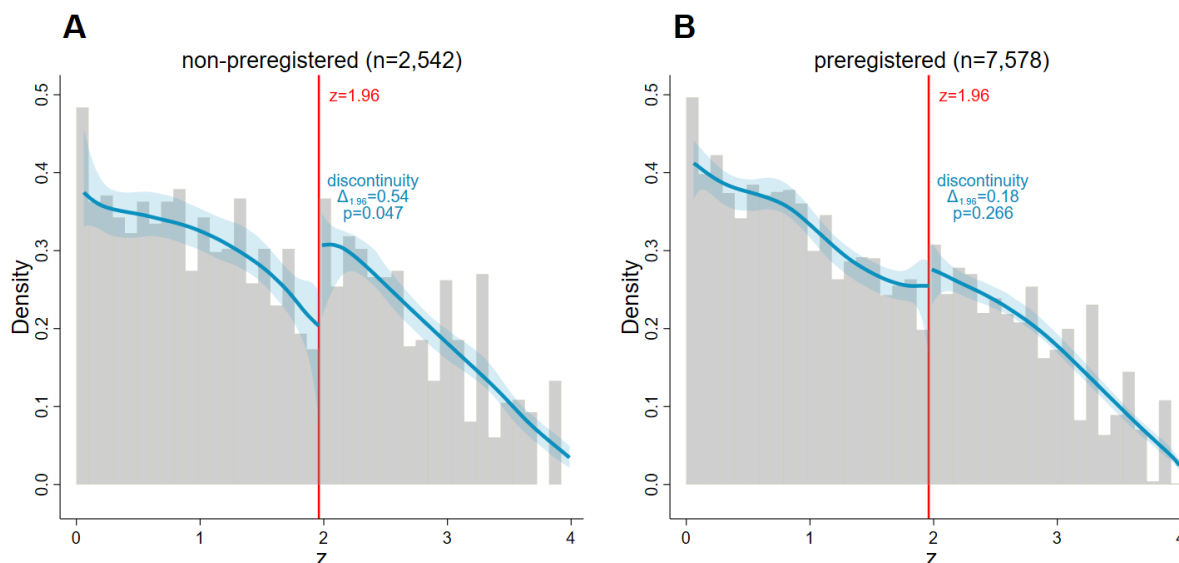 A
non-preregistered (n=2,542)
z=1.96
discontinuity
Δ1.96=0.54
p=0.047
Density
0.0
0.1
0.2
0.3
0.4
0.5
0
1
2
3
4
z
B
preregistered (n=7,578)
z=1.96
discontinuity
Δ1.96=0.18
p=0.266
Density
0.0
0.1
0.2
0.3
0.4
0.5
0
1
2
3
4
z